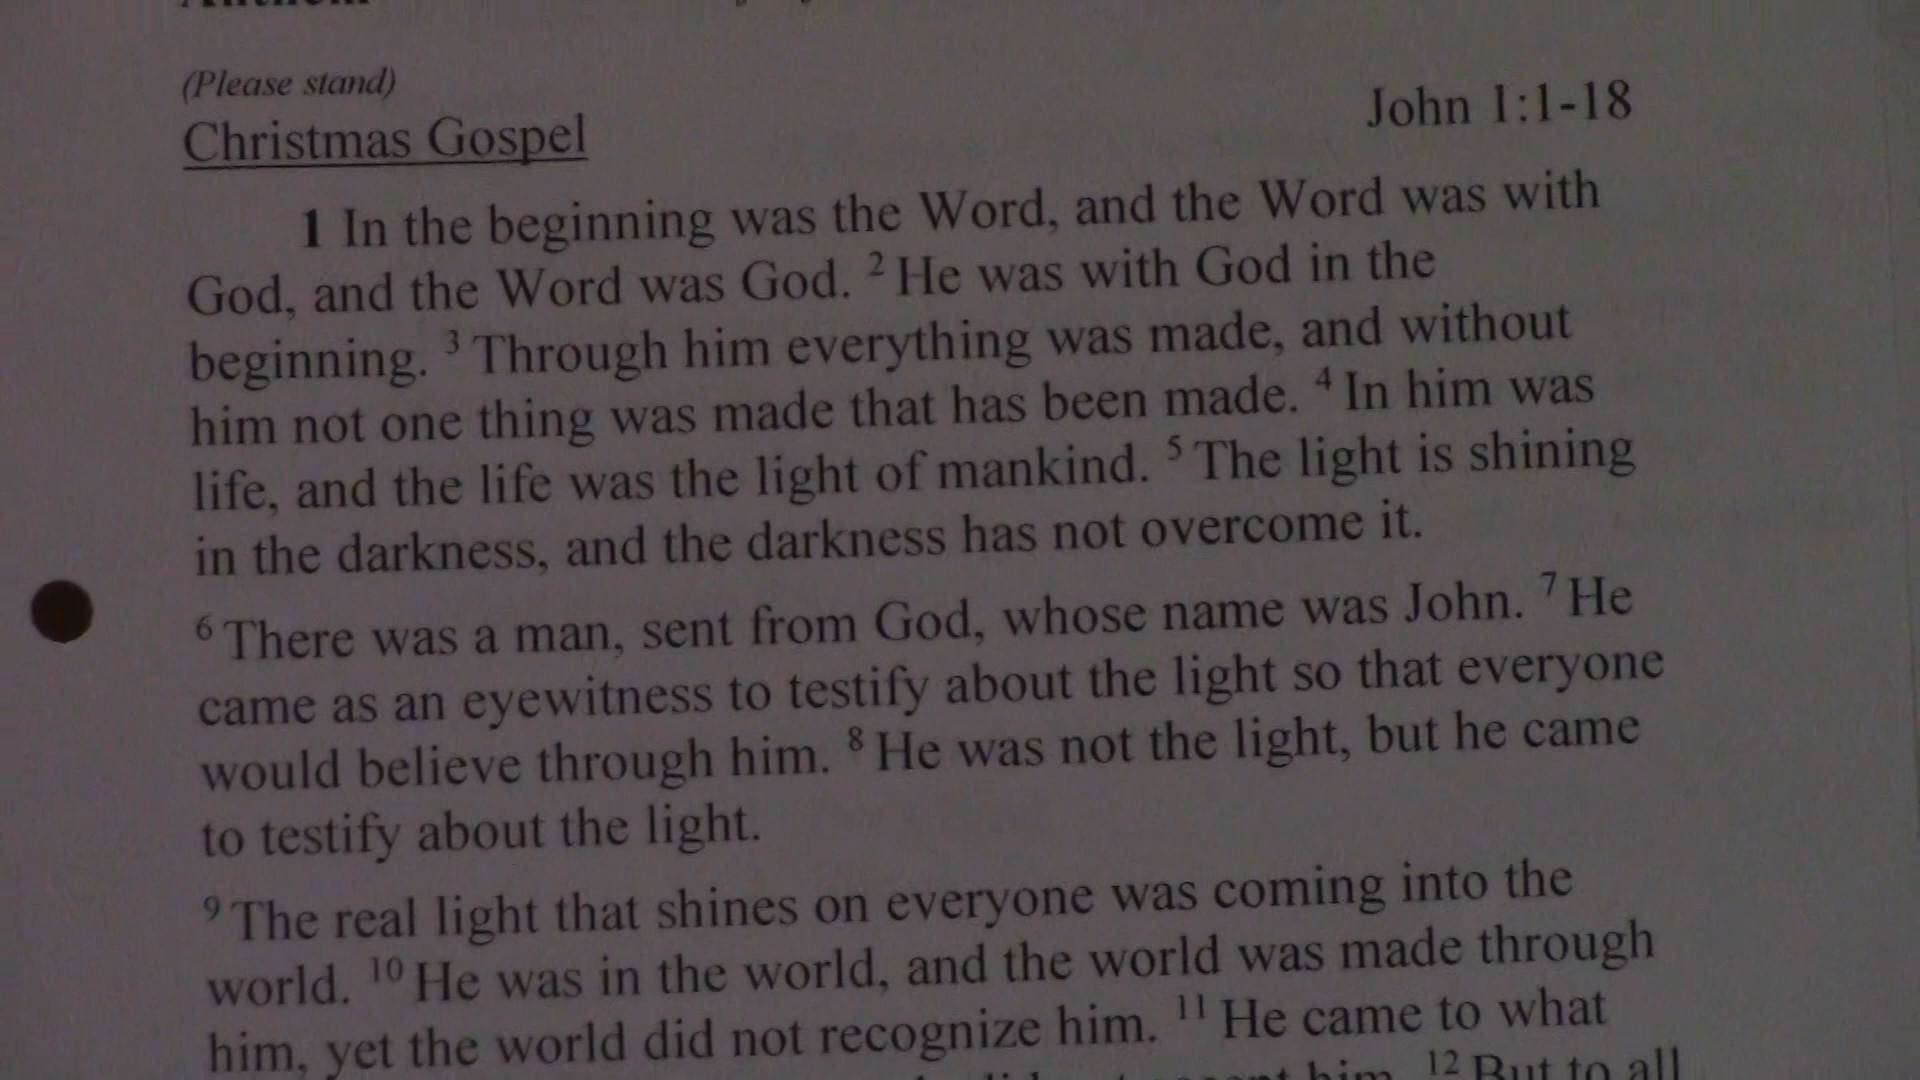 (Please stand)
Christmas Gospel John 1:1-18
1 In the beginning was the Word, and the Word was with
God, and the Word was God. 2 He was with God in the
beginning. 3 Through him everything was made, and without
him not one thing was made that has been made. 4 In him was
life, and the life was the light of mankind. 5 The light is shining
in the darkness, and the darkness has not overcome it.
6 There was a man, sent from God, whose name was John. 7 He
came as an eyewitness to testify about the light so that everyone
would believe through him. 8 He was not the light, but he came
to testify about the light.
9 The real light that shines on everyone was coming into the
world. 10 He was in the world, and the world was made through
him, yet the world did not recognize him. 11 He came to what
him. 12 But to all